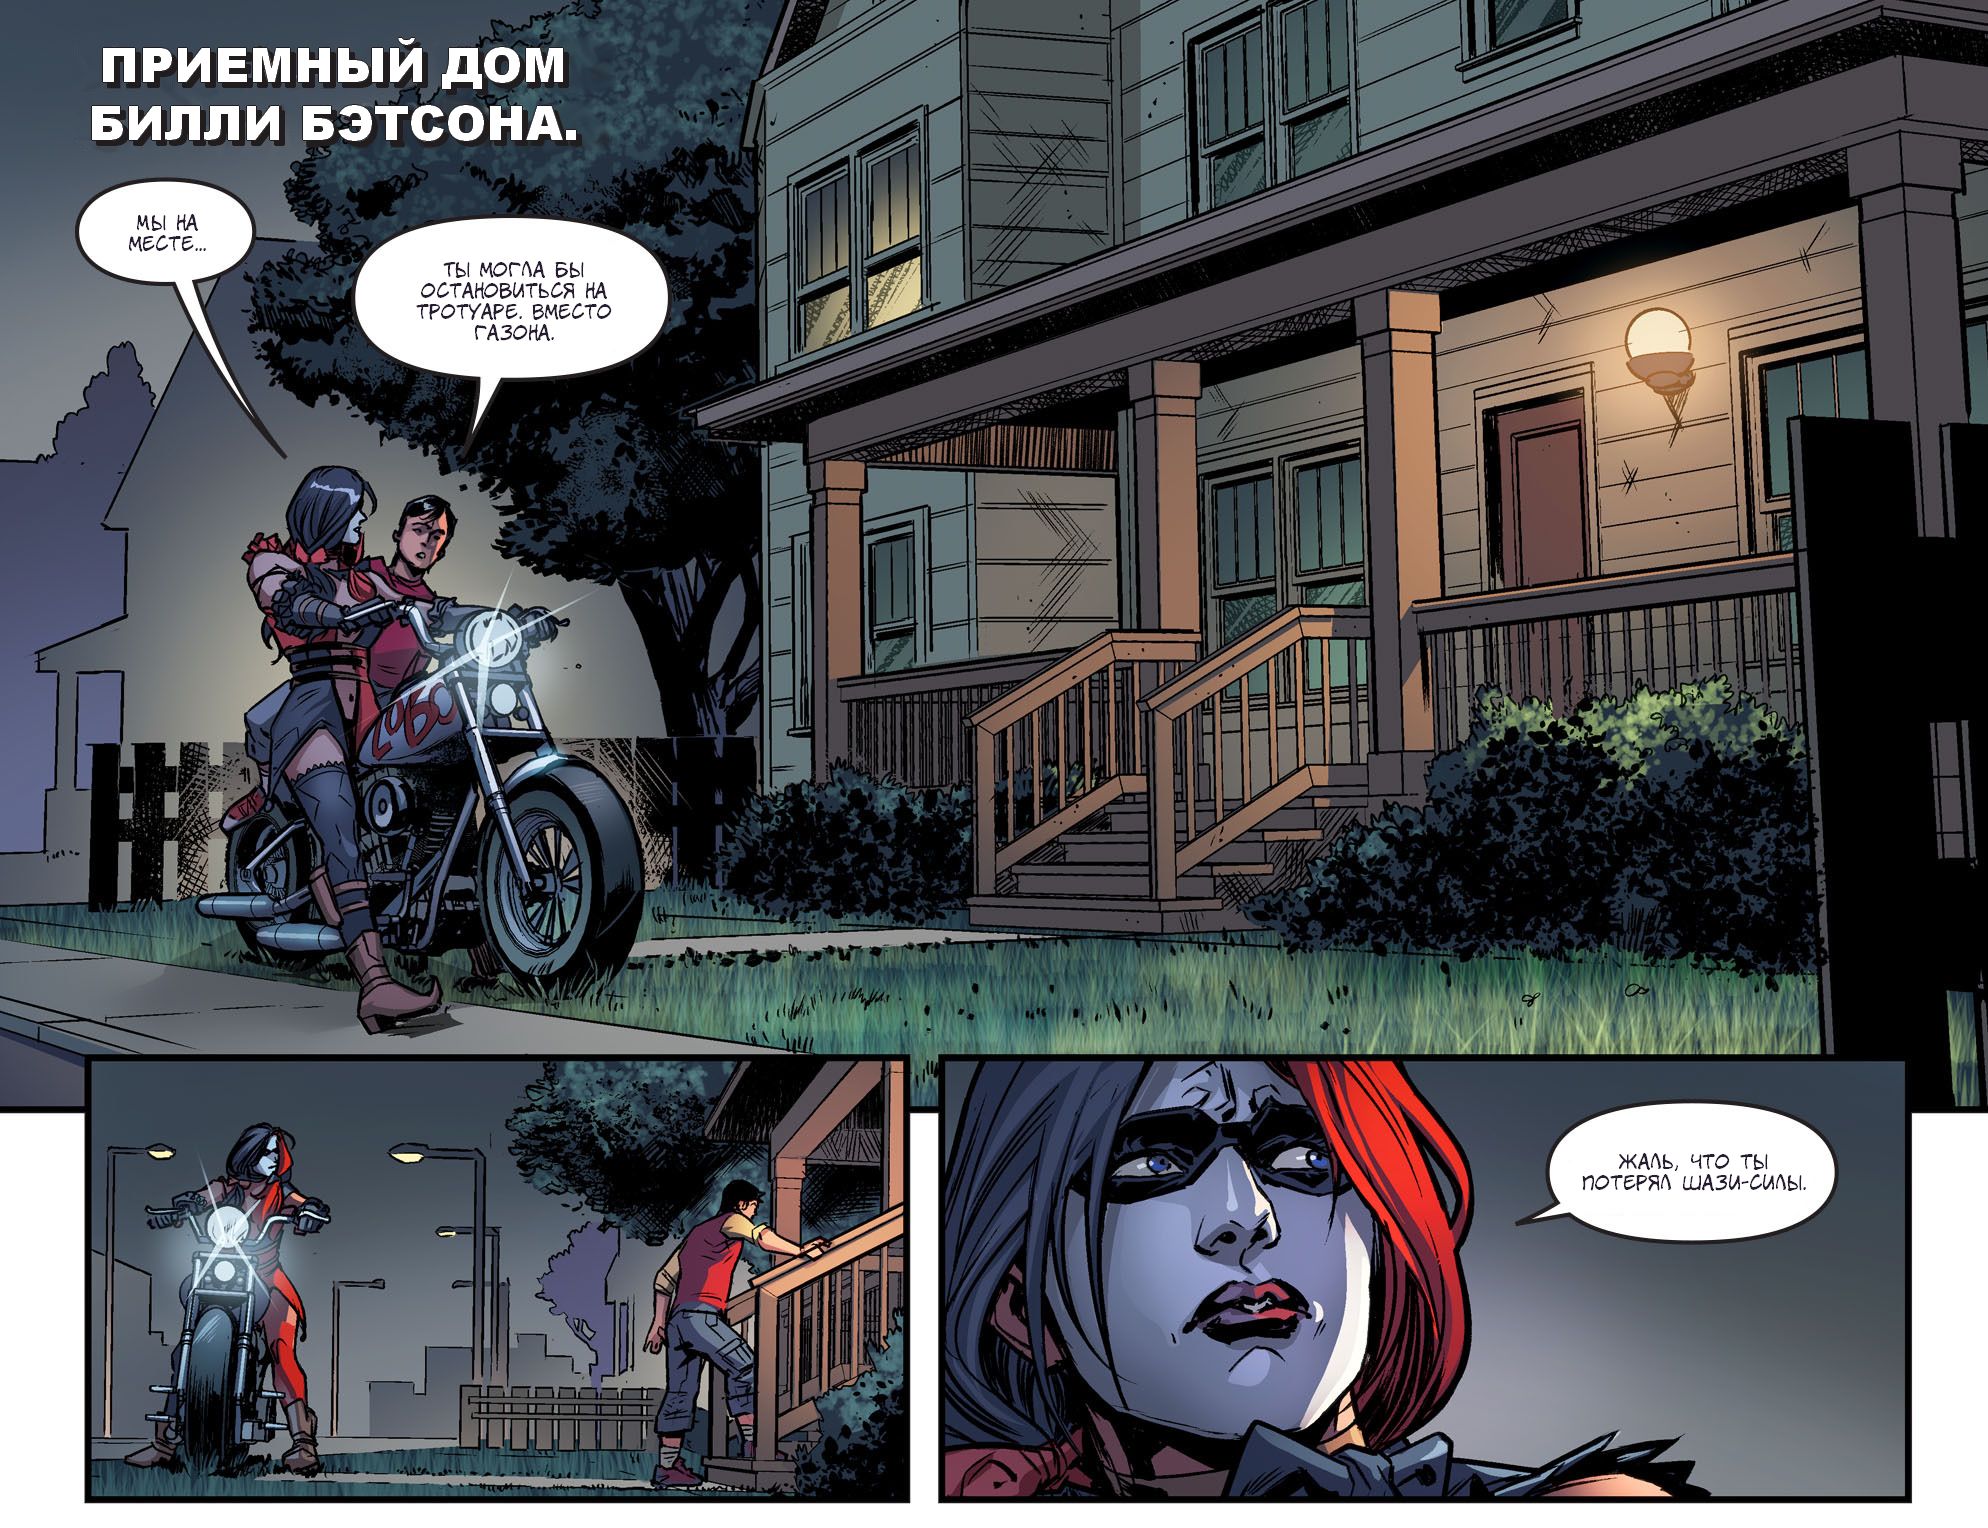 ПРИЕМНЫЙ ДОМ
БИЛЛИ БЭТСОНА.
МЫ НА
МЕСТЕ...
ТЫ МОГЛА БЫ
ОСТАНОВИТЬСЯ НА
ТРОТУАРЕ. ВМЕСТО
ГАЗОНА.
LOBO
ЖАЛЬ, ЧТО ТЫ
ПОТЕРЯЛ ШАЗИ-СИЛЫ.